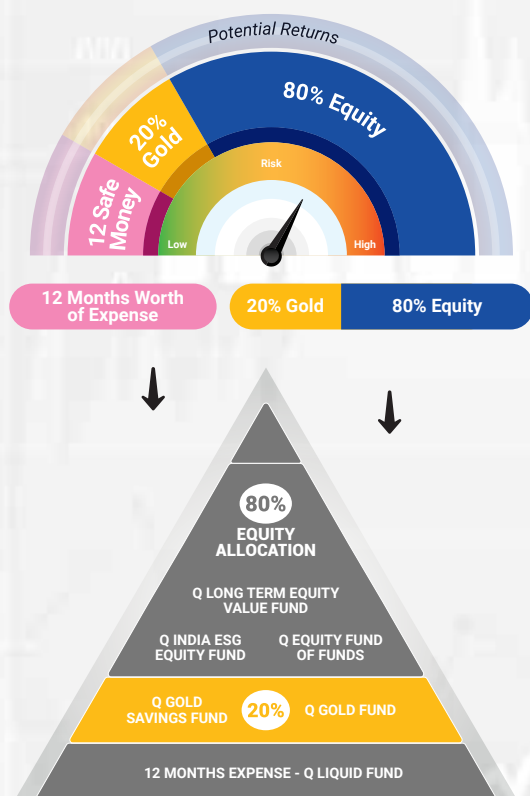 Potential Returns
80% Equity
20%
Gold
12 Safe
Money
Risk
Low
High
12 Months Worth
of Expense
20% Gold
80% Equity
80%
EQUITY
ALLOCATION
Q LONG TERM EQUITY
VALUE FUND
Q INDIA ESG
EQUITY FUND
Q EQUITY FUND
OF FUNDS
Q GOLD
SAVINGS FUND
20%
Q GOLD FUND
12 MONTHS EXPENSE - Q LIQUID FUND